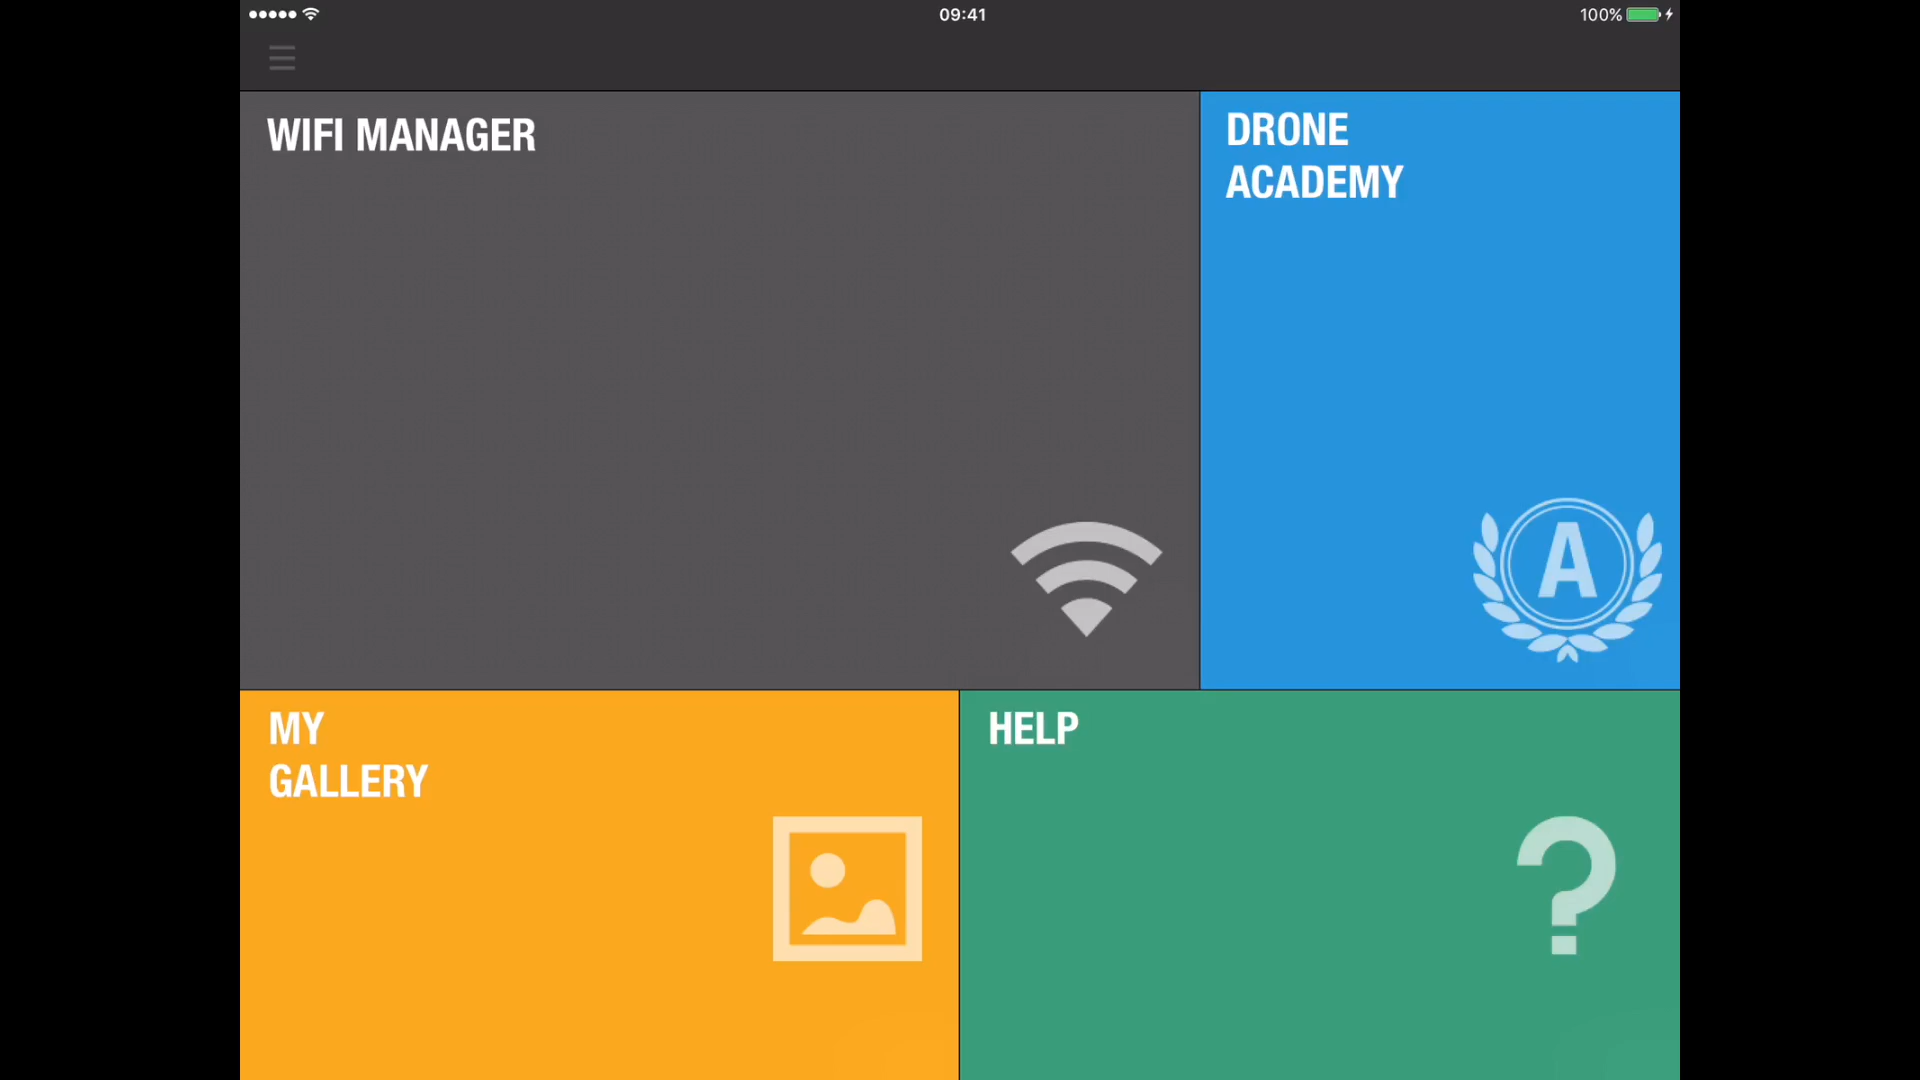 09:41
100%
WIFI MANAGER
DRONE
ACADEMY
A
MY
GALLERY
HELP
?